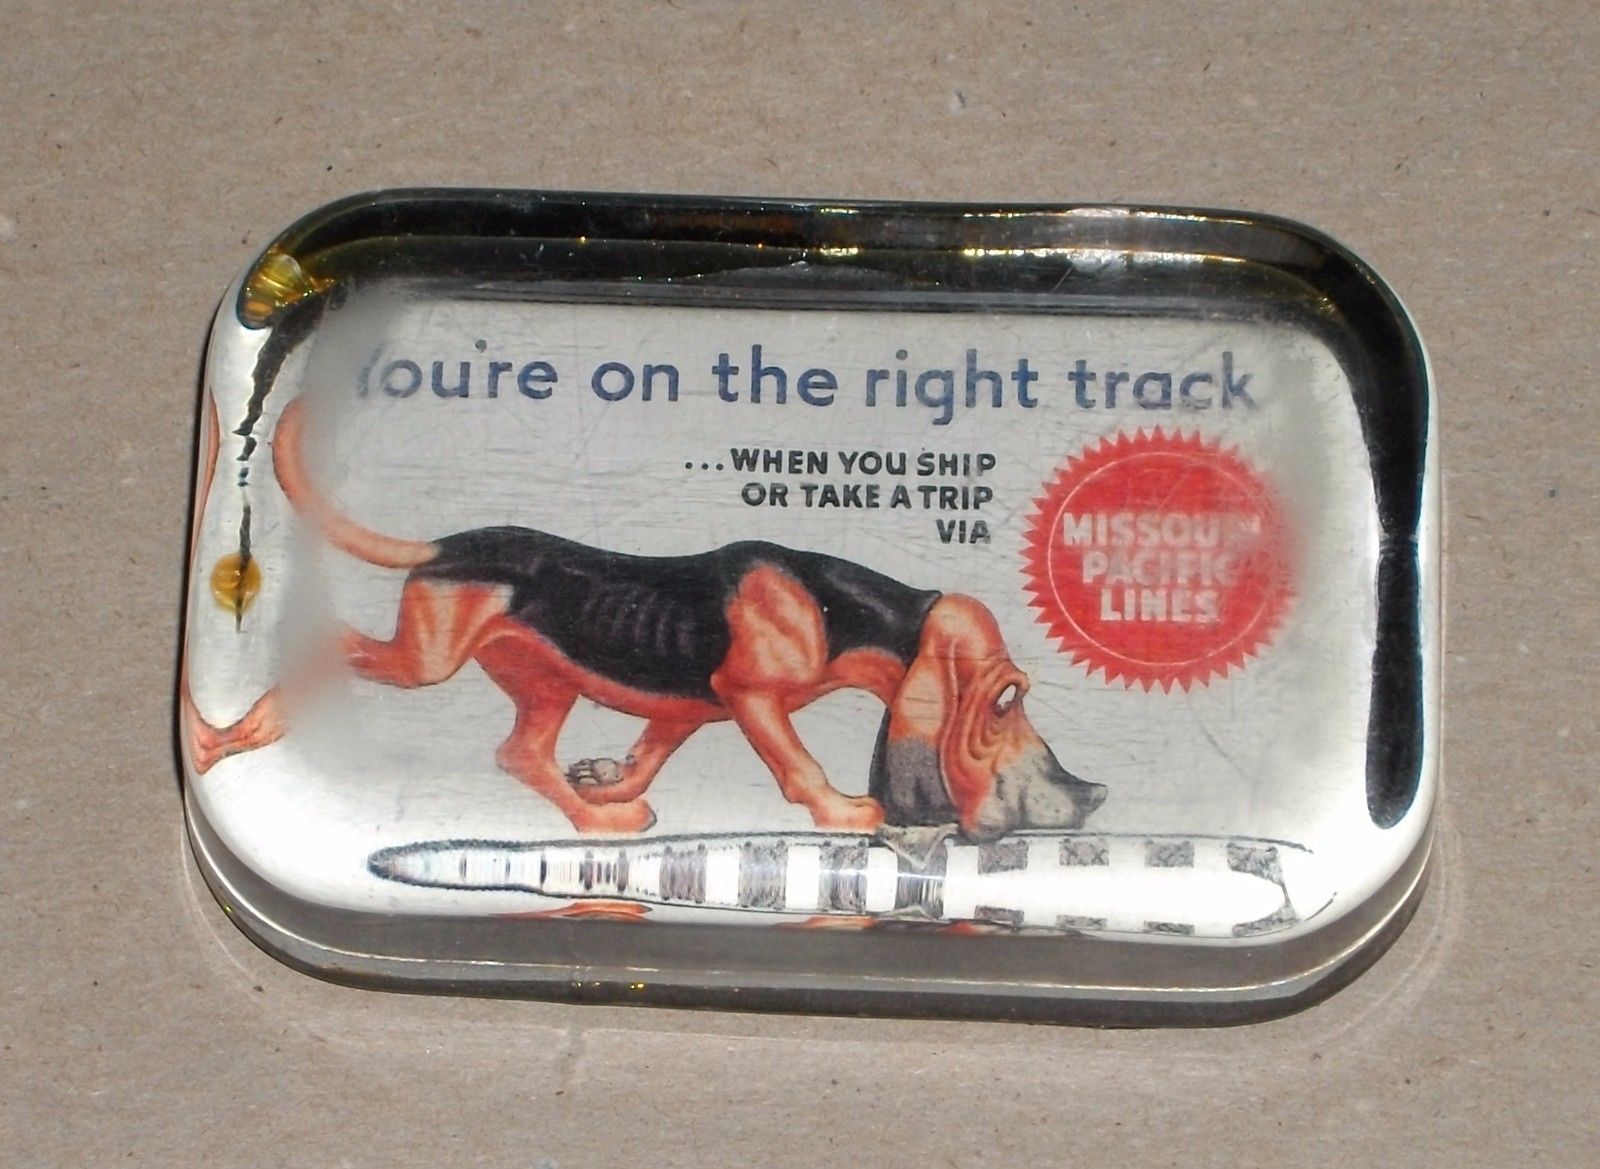 You're on the right track
...WHEN YOU SHIP
OR TAKE A TRIP
VIA
MISSOURI
PACIFIC
LINES